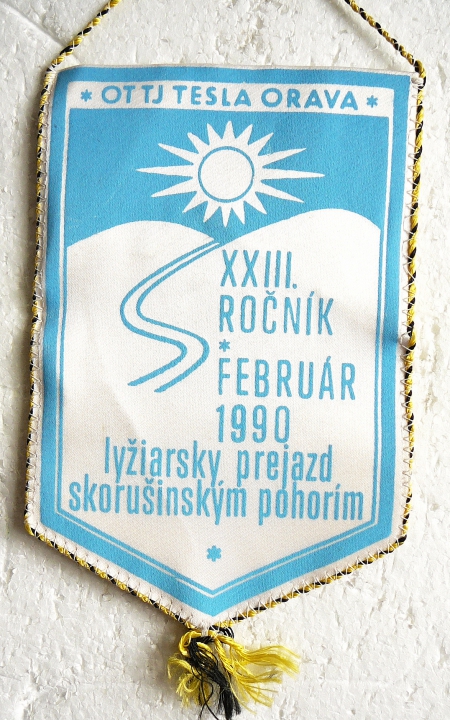 * OT TJ TESLA ORAVA *
XXIII.
ROČNÍK
*
FEBRUÁR
1990
lyžiarsky prejazd
skorušinským pohorím
*